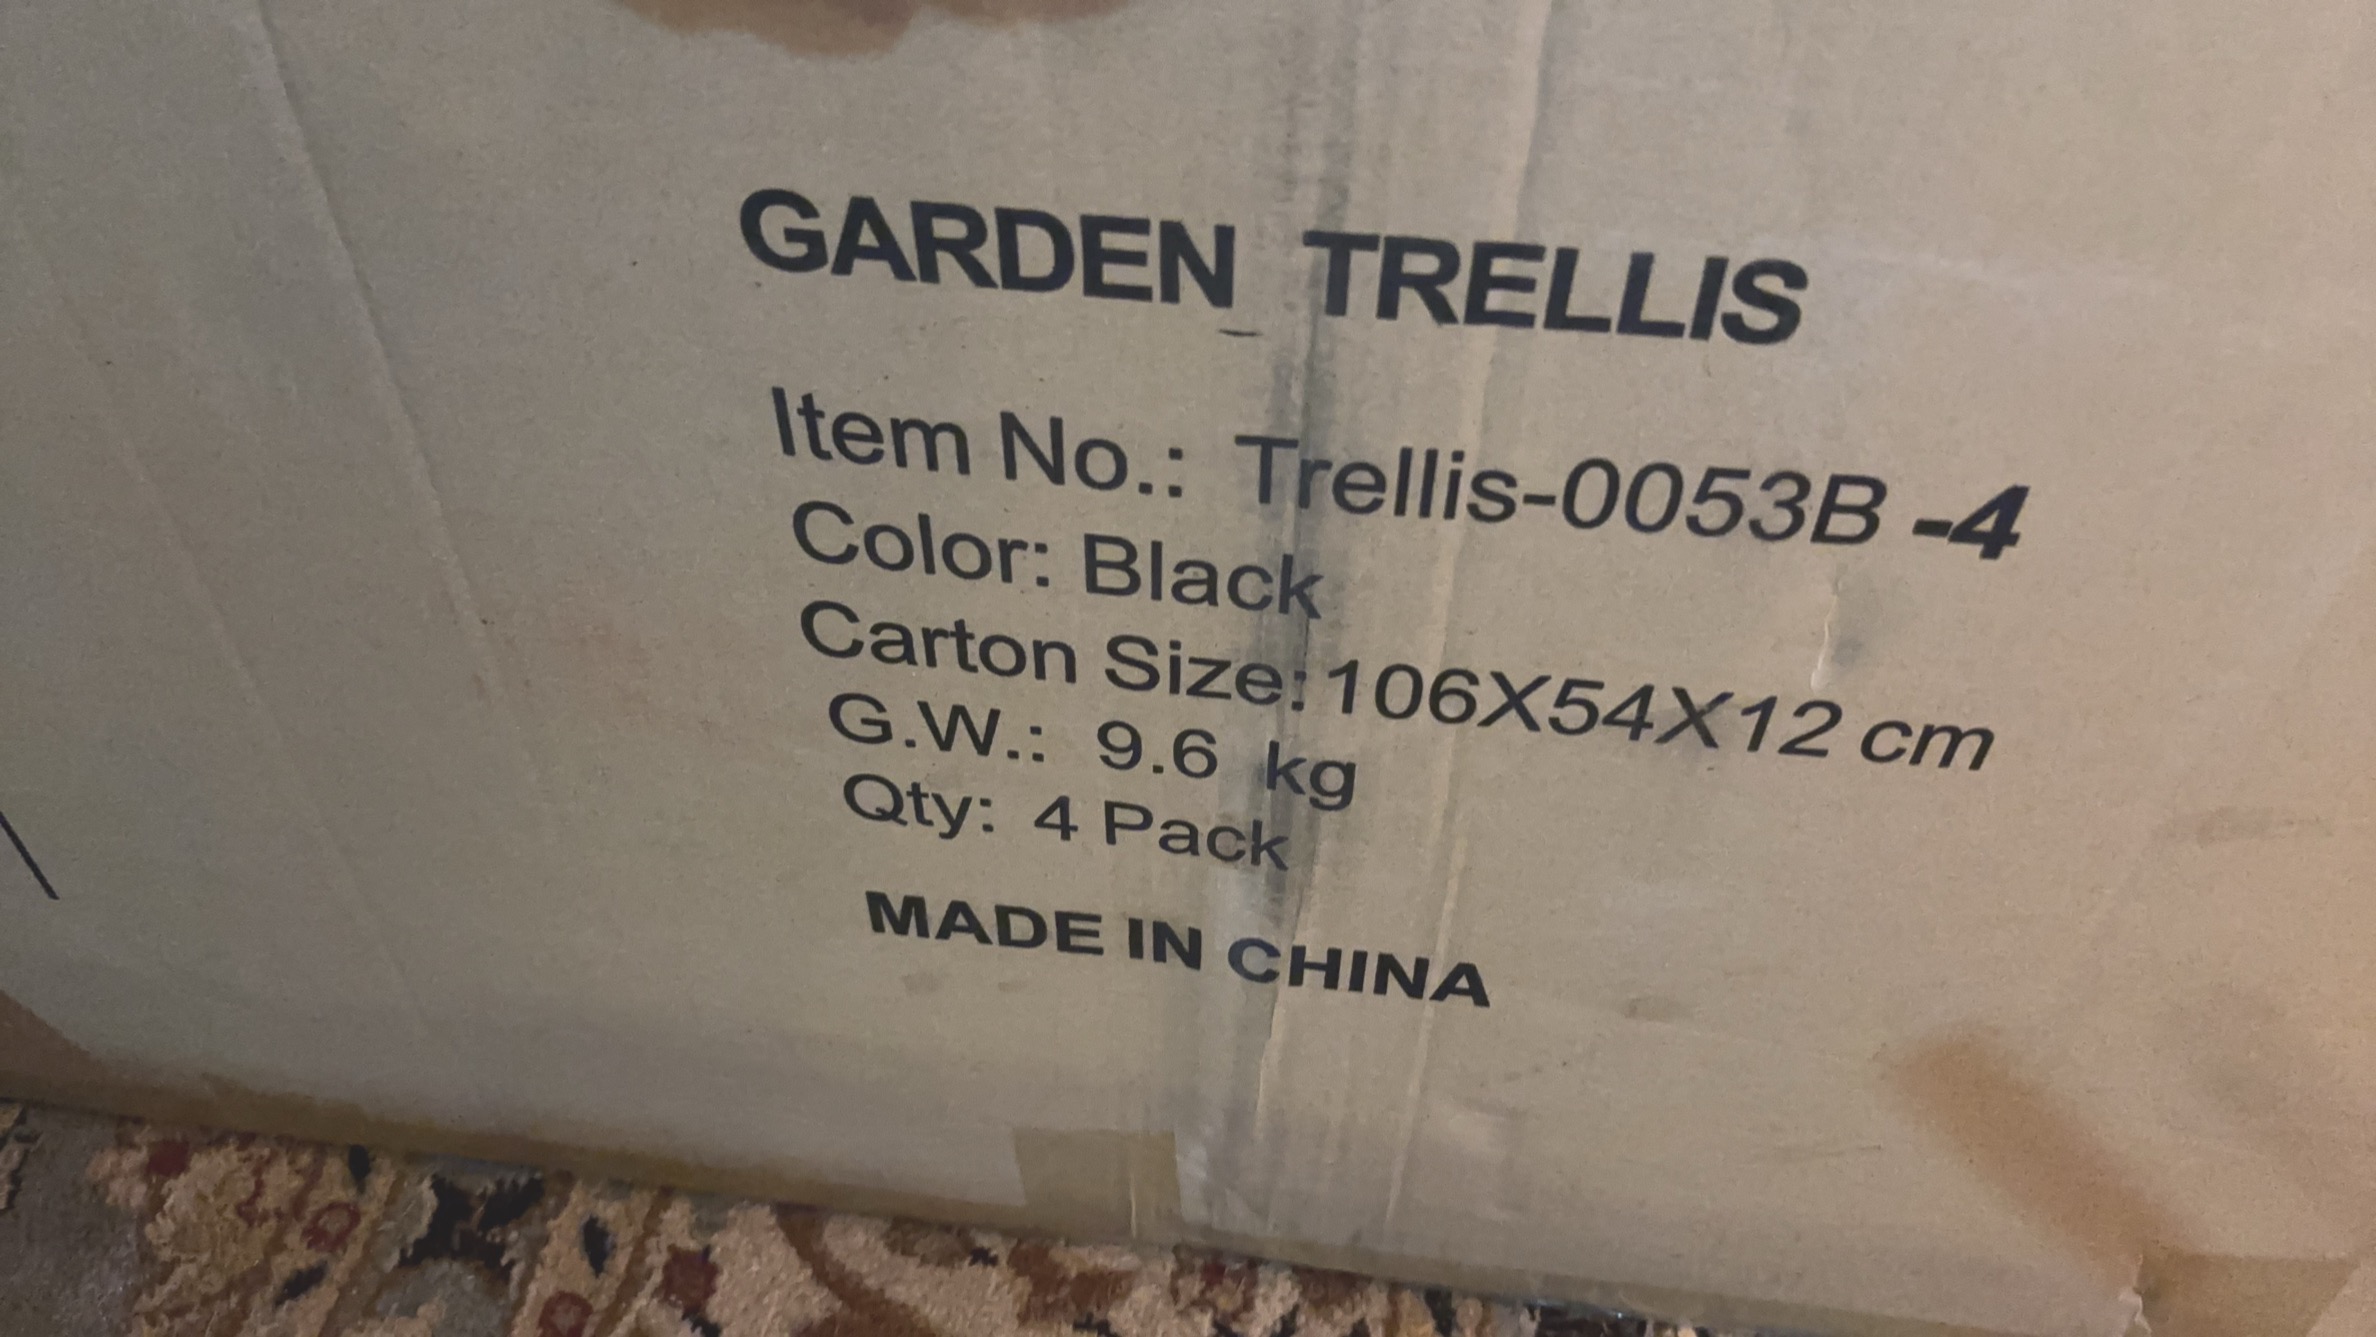 GARDEN TRELLIS
Item No.: Trellis-0053B -4
Color: Black
Carton Size: 106X54X12 cm
G.W.: 9.6 kg
Qty: 4 Pack
MADE IN CHINA